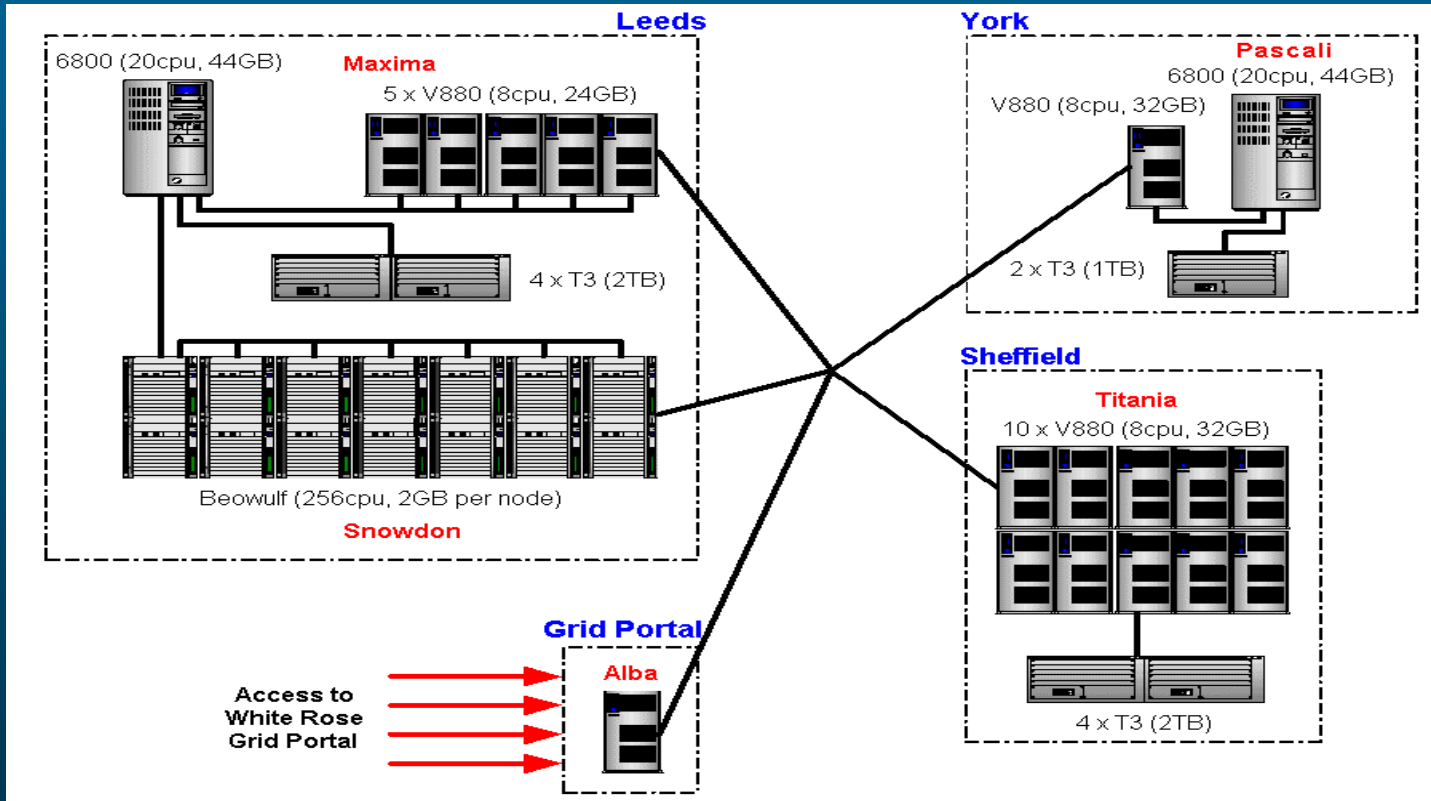 Leeds
6800 (20cpu, 44GB)
Maxima
5 x V880 (8cpu, 24GB)
4 x T3 (2TB)
Beowulf (256cpu, 2GB per node)
Snowdon
York
Pascali
6800 (20cpu, 44GB)
V880 (8cpu, 32GB)
2 x T3 (1TB)
Sheffield
Titania
10 x V880 (8cpu, 32GB)
4 x T3 (2TB)
Grid Portal
Alba
Access to
White Rose
Grid Portal